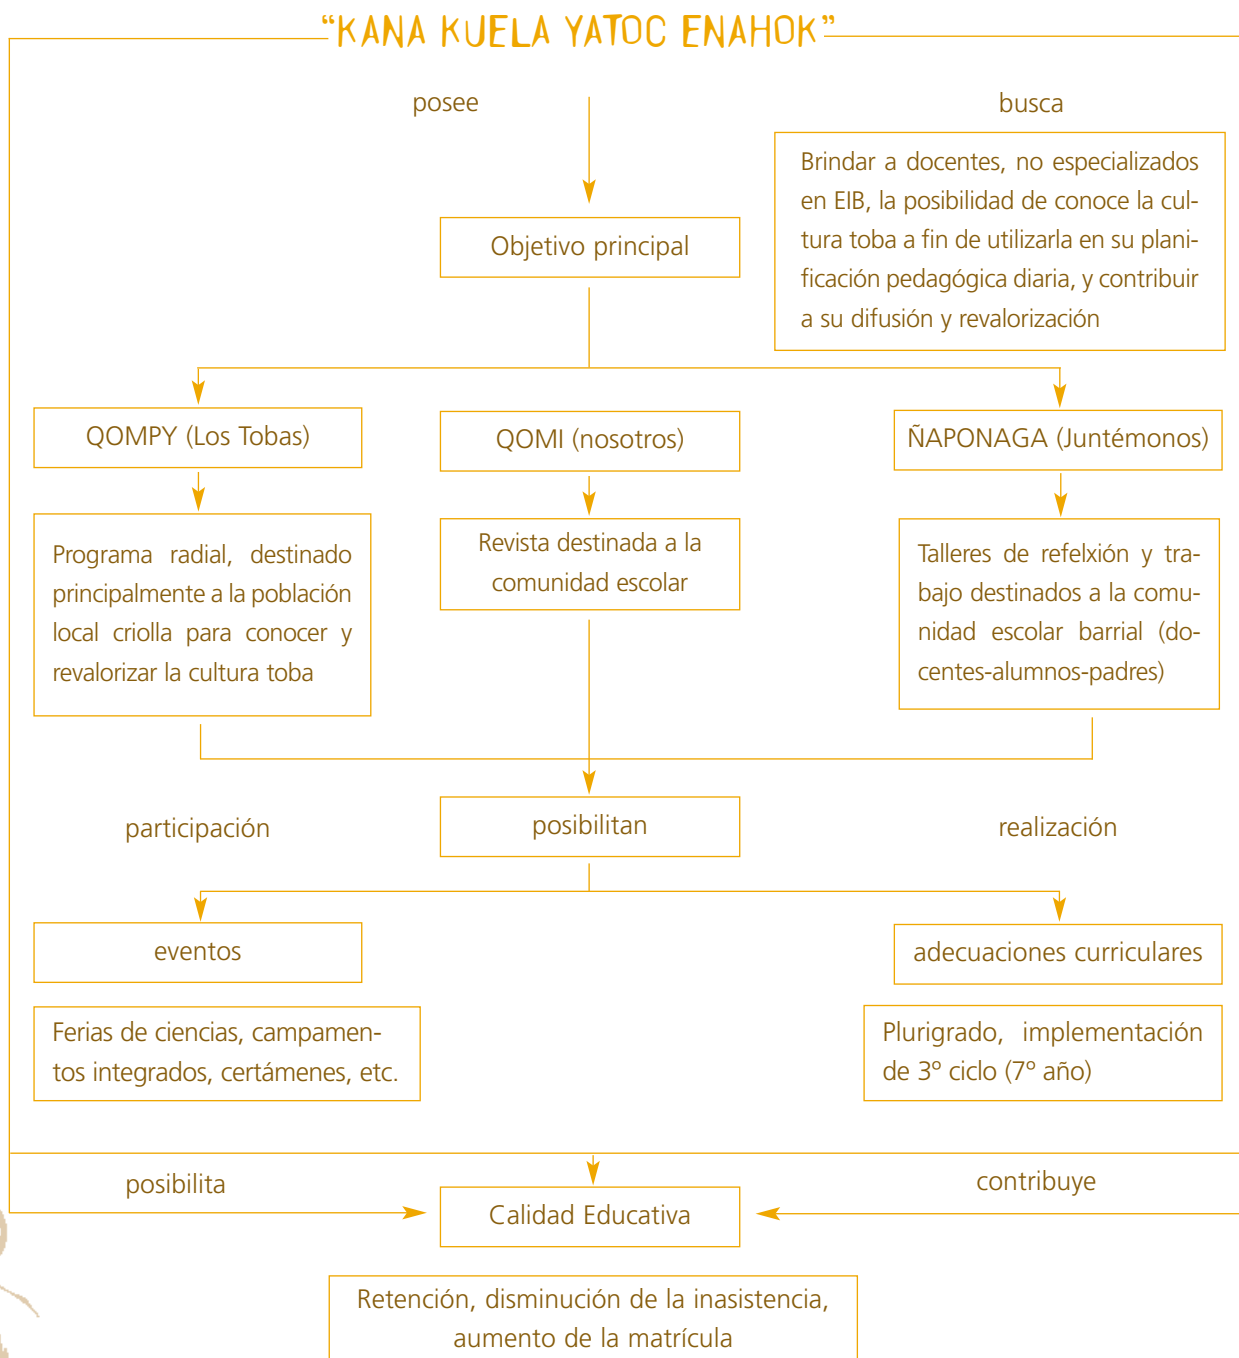 “KANA KUELA YATOC ENAHOK”
posee
busca
Brindar a docentes, no especializados
en EIB, la posibilidad de conoce la cul-
tura toba a fin de utilizarla en su plani-
ficación pedagógica diaria, y contribuir
a su difusión y revalorización
Objetivo principal
QOMPY (Los Tobas)
QOMI (nosotros)
ÑAPONAGA (Juntémonos)
Programa radial, destinado
principalmente a la población
local criolla para conocer y
revalorizar la cultura toba
Revista destinada a la
comunidad escolar
Talleres de refelxión y tra-
bajo destinados a la comu-
nidad escolar barrial (do-
centes-alumnos-padres)
participación
posibilitan
realización
eventos
adecuaciones curriculares
Ferias de ciencias, campamen-
tos integrados, certámenes, etc.
Plurigrado, implementación
de 3º ciclo (7º año)
posibilita
contribuye
Calidad Educativa
Retención, disminución de la inasistencia,
aumento de la matrícula